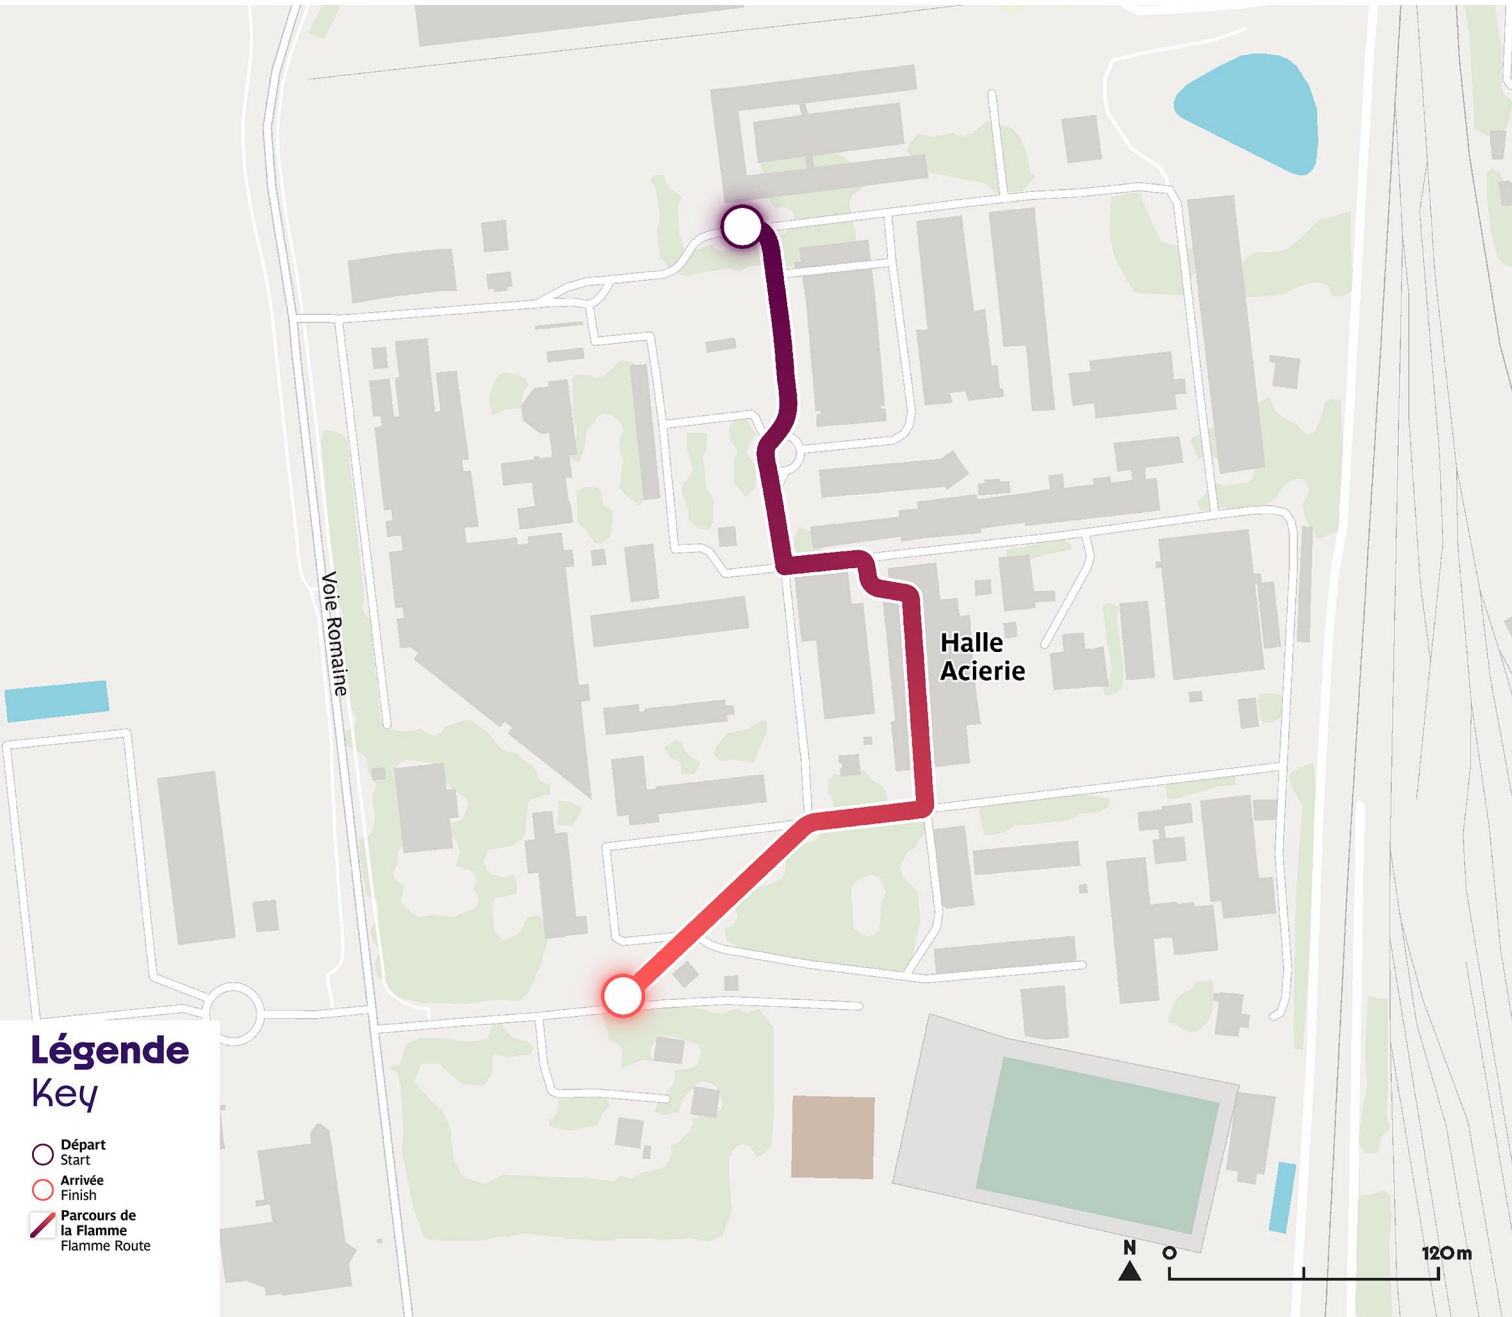 Voie Romaine
Halle
Acierie
Légende
Key
Départ
Start
Arrivée
Finish
Parcours de
la Flamme
Flamme Route
N
0
120m